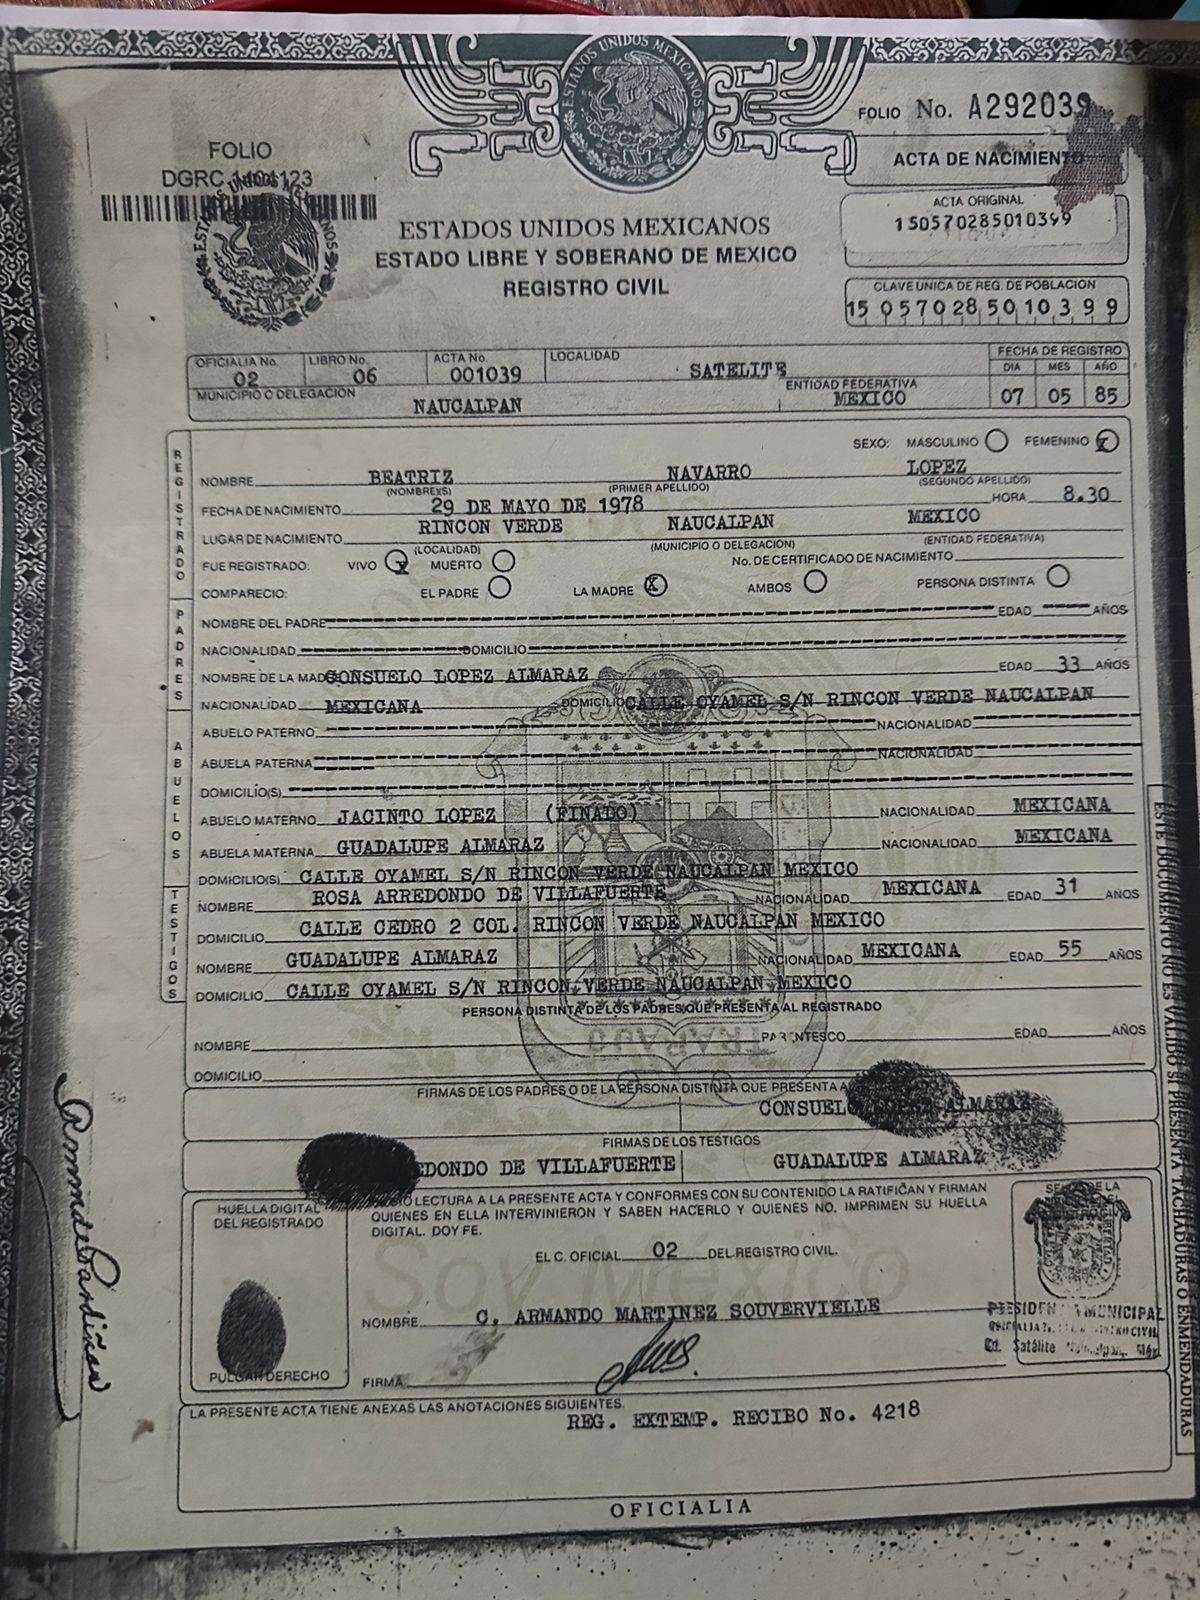 ESTADOS UNIDOS MEXICANOS
FOLIO No. A292039
ACTA DE NACIMIENTO
FOLIO
DGRC 1123
ACTA ORIGINAL
150570285010399
ESTADOS UNIDOS MEXICANOS
ESTADO LIBRE Y SOBERANO DE MEXICO
REGISTRO CIVIL
CLAVE UNICA DE REG. DE POBLACION
15 0570285010399
OFICIALIA No. 02 LIBRO No. 06 ACTA No. 001039 LOCALIDAD SATELITE
FECHA DE REGISTRO
DIA MES AÑO
07 05 85
MUNICIPIO O DELEGACION NAUCALPAN ENTIDAD FEDERATIVA MEXICO
REGISTRADO
SEXO: MASCULINO FEMENINO X
NOMBRE BEATRIZ NAVARRO LOPEZ
(NOMBRE(S) (PRIMER APELLIDO) (SEGUNDO APELLIDO)
FECHA DE NACIMIENTO 29 DE MAYO DE 1978 HORA 8.30
LUGAR DE NACIMIENTO RINCON VERDE NAUCALPAN MEXICO
(LOCALIDAD) (MUNICIPIO O DELEGACION) (ENTIDAD FEDERATIVA)
FUE REGISTRADO: VIVO X MUERTO No. DE CERTIFICADO DE NACIMIENTO
COMPARECIO: EL PADRE LA MADRE X AMBOS PERSONA DISTINTA
PADRES
NOMBRE DEL PADRE EDAD AÑOS
NACIONALIDAD DOMICILIO
NOMBRE DE LA MADRE CONSUELO LOPEZ ALMARAZ EDAD 33 AÑOS
NACIONALIDAD MEXICANA DOMICILIO CALLE OYAMEL S/N RINCON VERDE NAUCALPAN
ABUELOS
ABUELO PATERNO NACIONALIDAD
ABUELA PATERNA NACIONALIDAD
DOMICILIO(S)
ABUELO MATERNO JACINTO LOPEZ (FINADO) NACIONALIDAD MEXICANA
ABUELA MATERNA GUADALUPE ALMARAZ NACIONALIDAD MEXICANA
DOMICILIO(S) CALLE OYAMEL S/N RINCON VERDE NAUCALPAN MEXICO
TESTIGOS
NOMBRE ROSA ARREDONDO DE VILLAFUERTE NACIONALIDAD MEXICANA EDAD 31 AÑOS
DOMICILIO CALLE CEDRO 2 COL. RINCON VERDE NAUCALPAN MEXICO
NOMBRE GUADALUPE ALMARAZ NACIONALIDAD MEXICANA EDAD 55 AÑOS
DOMICILIO CALLE OYAMEL S/N RINCON VERDE NAUCALPAN MEXICO
PERSONA DISTINTA DE LOS PADRES QUE PRESENTA AL REGISTRADO
NOMBRE PARENTESCO EDAD AÑOS
DOMICILIO
FIRMAS DE LOS PADRES O DE LA PERSONA DISTINTA QUE PRESENTA A
CONSUEL ALMARAZ
FIRMAS DE LOS TESTIGOS
EDONDO DE VILLAFUERTE GUADALUPE ALMARAZ
HUELLA DIGITAL DEL REGISTRADO
LECTURA A LA PRESENTE ACTA Y CONFORMES CON SU CONTENIDO LA RATIFICAN Y FIRMAN
QUIENES EN ELLA INTERVINIERON Y SABEN HACERLO Y QUIENES NO, IMPRIMEN SU HUELLA
DIGITAL. DOY FE.
EL C. OFICIAL 02 DEL REGISTRO CIVIL.
Soy México
NOMBRE C. ARMANDO MARTINEZ SOUVERVIELLE
FIRMA
PULGAR DERECHO
MUNICIPAL
Satélite
LA PRESENTE ACTA TIENE ANEXAS LAS ANOTACIONES SIGUIENTES.
REG. EXTEMP. RECIBO No. 4218
OFICIALIA
ESTE DOCUMENTO NO ES VALIDO SI PRESENTA TACHADURAS O ENMENDADURAS